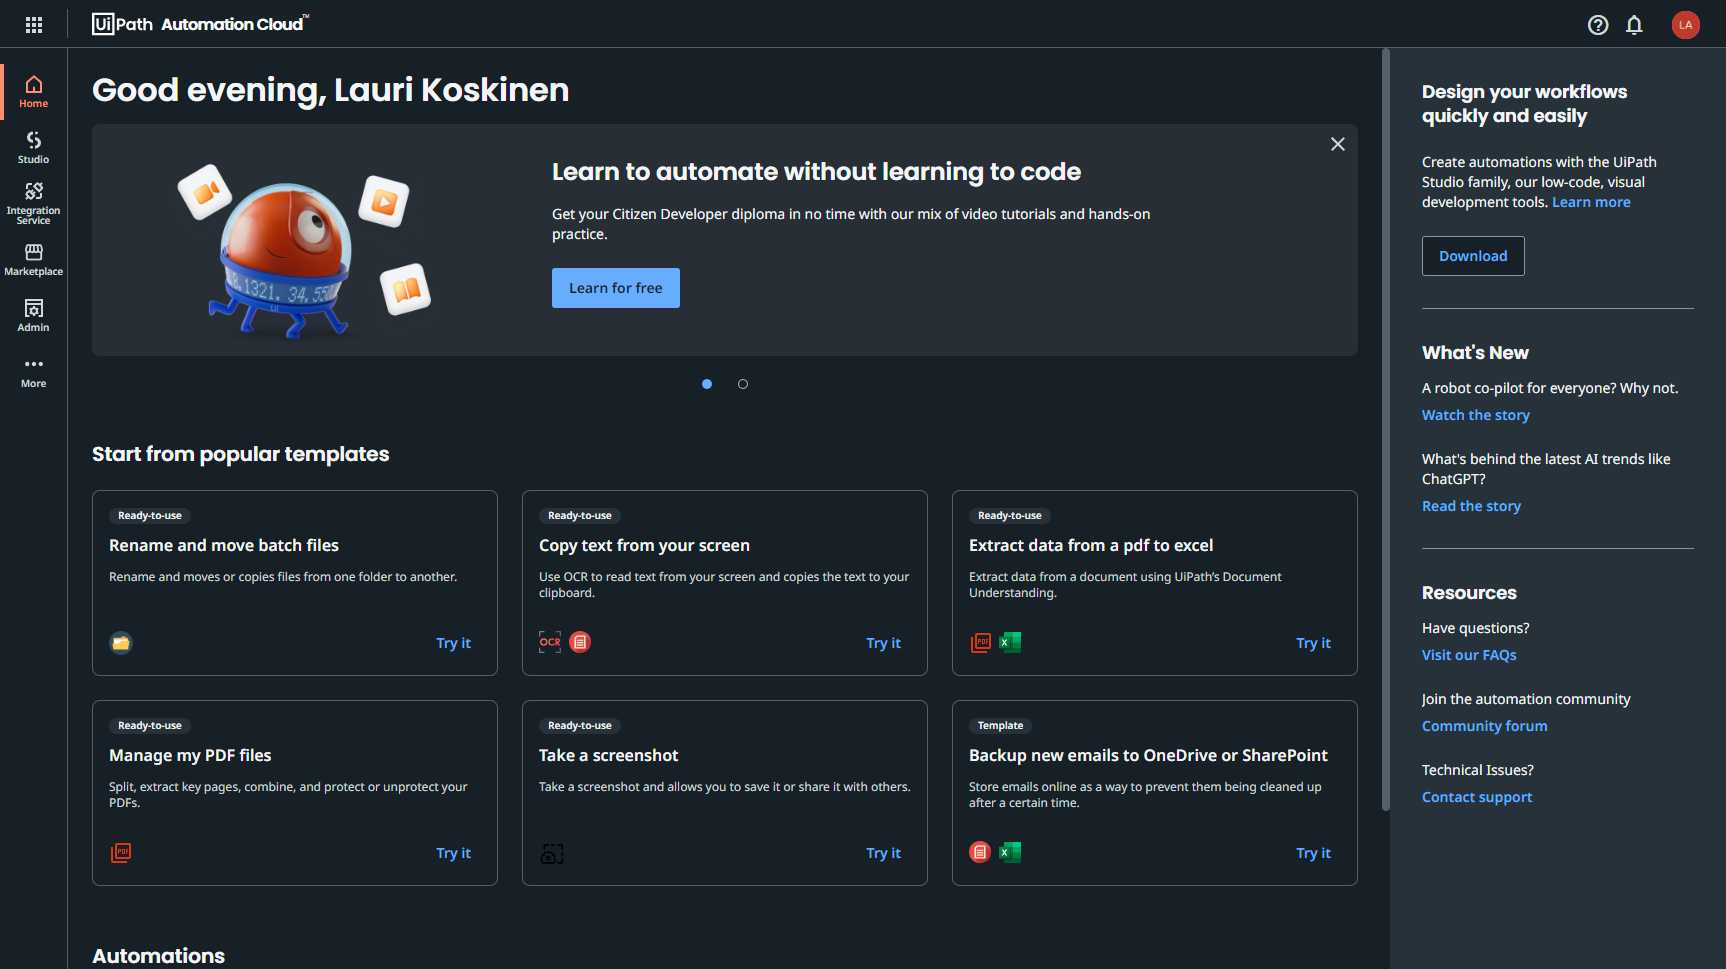 UiPath Automation Cloud™
LA
Home
Studio
Integration
Service
Marketplace
Admin
More
Good evening, Lauri Koskinen
8.1321. 34.550
Ui
Learn to automate without learning to code
Get your Citizen Developer diploma in no time with our mix of video tutorials and hands-on
practice.
Learn for free
Start from popular templates
Ready-to-use
Rename and move batch files
Rename and moves or copies files from one folder to another.
Try it
Ready-to-use
Copy text from your screen
Use OCR to read text from your screen and copies the text to your
clipboard.
OCR
Try it
Ready-to-use
Extract data from a pdf to excel
Extract data from a document using UiPath’s Document
Understanding.
PDF
X
Try it
Ready-to-use
Manage my PDF files
Split, extract key pages, combine, and protect or unprotect your
PDFs.
PDF
Try it
Ready-to-use
Take a screenshot
Take a screenshot and allows you to save it or share it with others.
Try it
Template
Backup new emails to OneDrive or SharePoint
Store emails online as a way to prevent them being cleaned up
after a certain time.
X
Try it
Automations
Design your workflows
quickly and easily
Create automations with the UiPath
Studio family, our low-code, visual
development tools. Learn more
Download
What's New
A robot co-pilot for everyone? Why not.
Watch the story
What's behind the latest AI trends like
ChatGPT?
Read the story
Resources
Have questions?
Visit our FAQs
Join the automation community
Community forum
Technical Issues?
Contact support